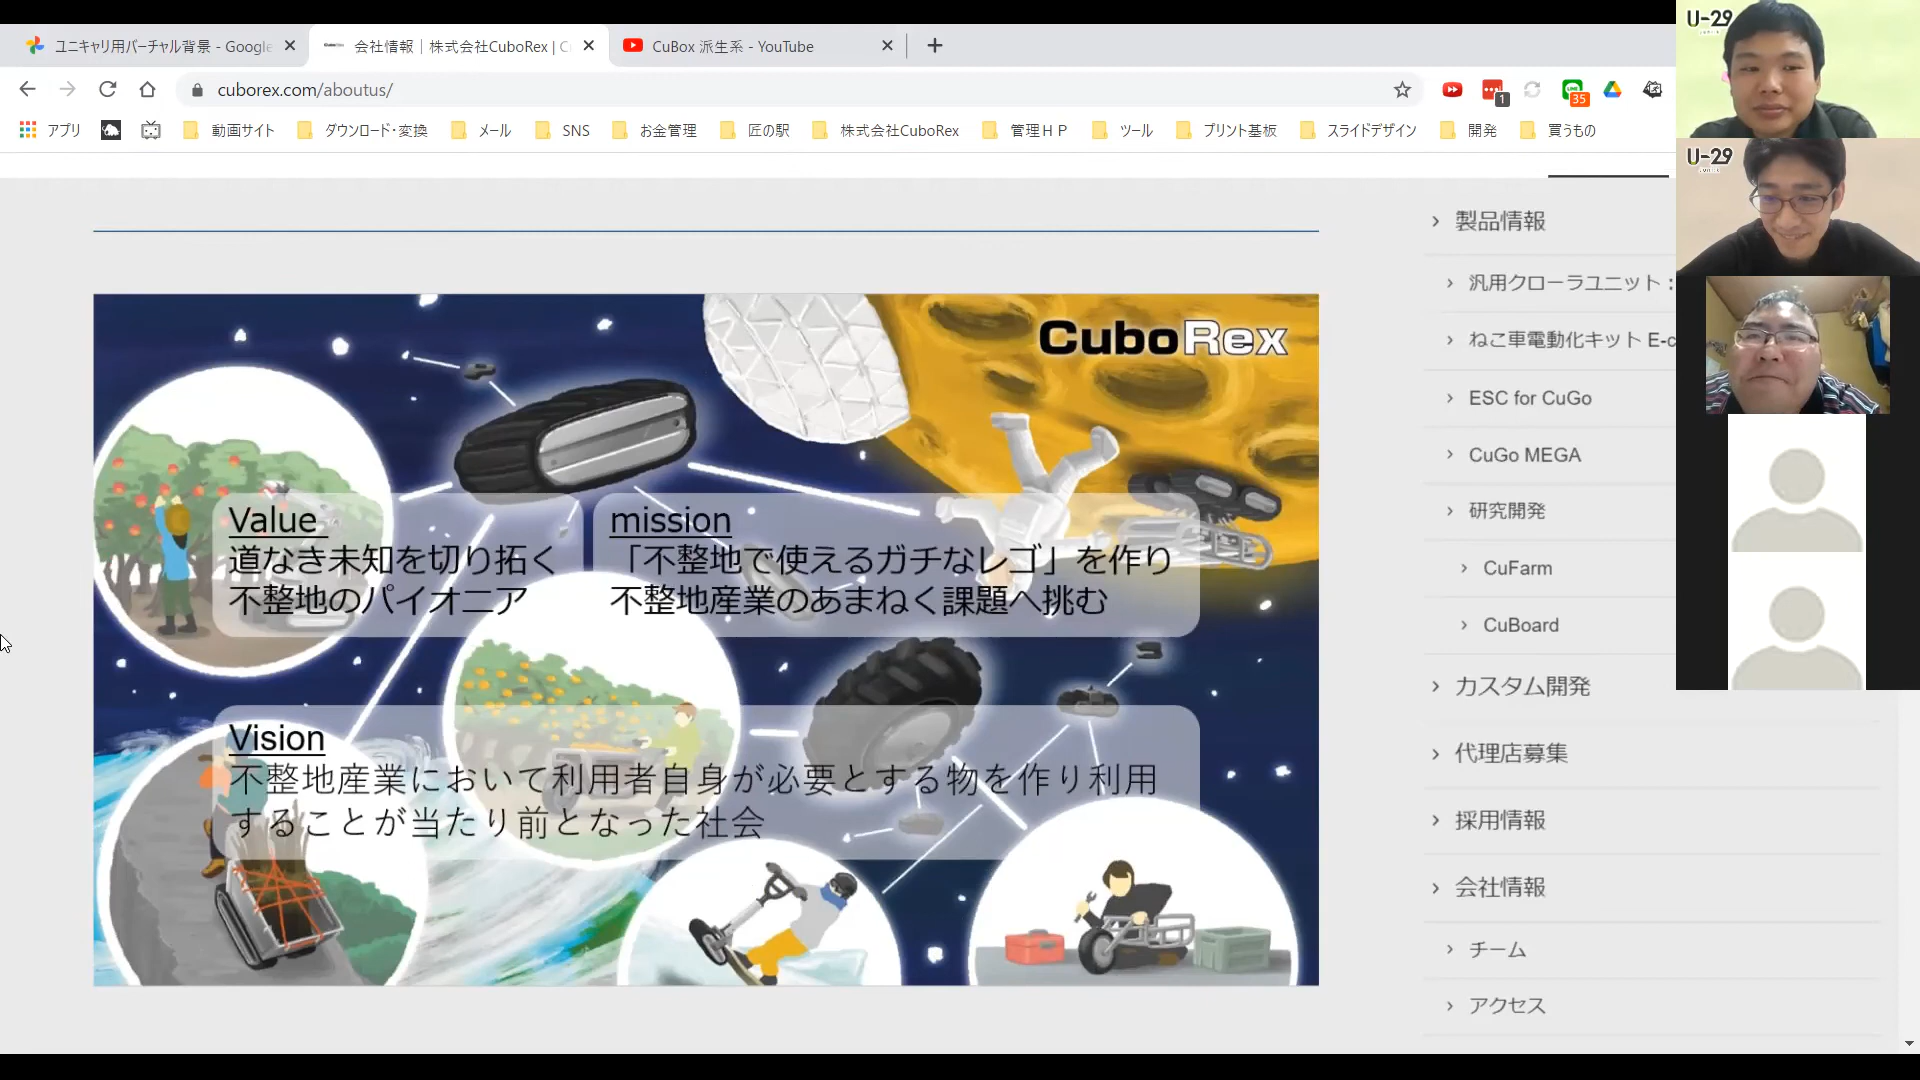 ユニキャリ用バーチャル背景 - Google
会社情報 | 株式会社CuboRex | C
CuBox 派生系 - YouTube
cuborex.com/aboutus/
1
35
アプリ
動画サイト
ダウンロード・変換
メール
SNS
お金管理
匠の駅
株式会社CuboRex
管理ＨＰ
ツール
プリント基板
スライドデザイン
開発
買うもの
CuboRex
Value
道なき未知を切り拓く
不整地のパイオニア
mission
「不整地で使えるガチなレゴ」を作り
不整地産業のあまねく課題へ挑む
Vision
不整地産業において利用者自身が必要とする物を作り利用
することが当たり前となった社会
製品情報
汎用クローラユニット：
ねこ車電動化キット E-c
ESC for CuGo
CuGo MEGA
研究開発
CuFarm
CuBoard
カスタム開発
代理店募集
採用情報
会社情報
チーム
アクセス
U-29
U-29